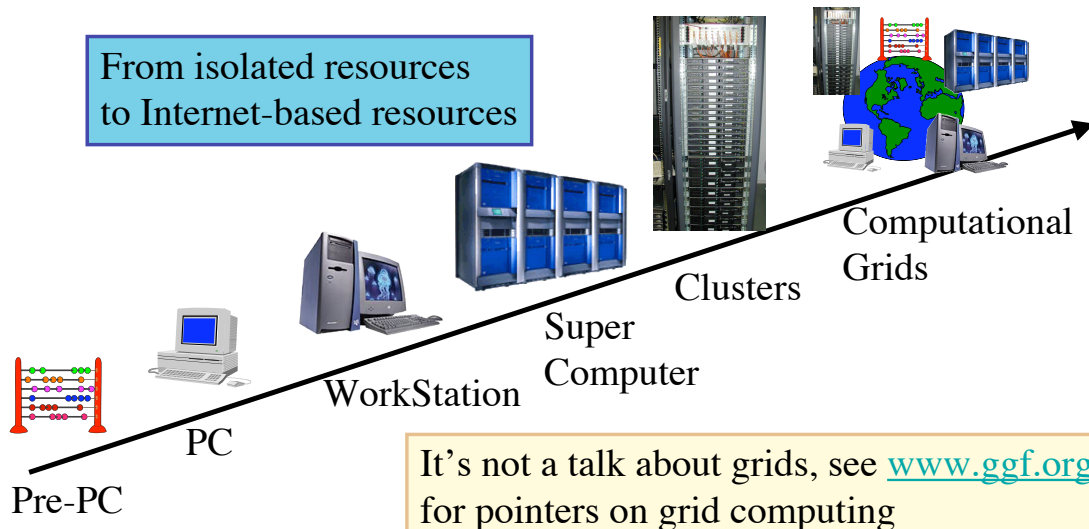 From isolated resources
to Internet-based resources
Computational
Grids
Clusters
Super
Computer
WorkStation
PC
Pre-PC
It’s not a talk about grids, see www.ggf.org
for pointers on grid computing